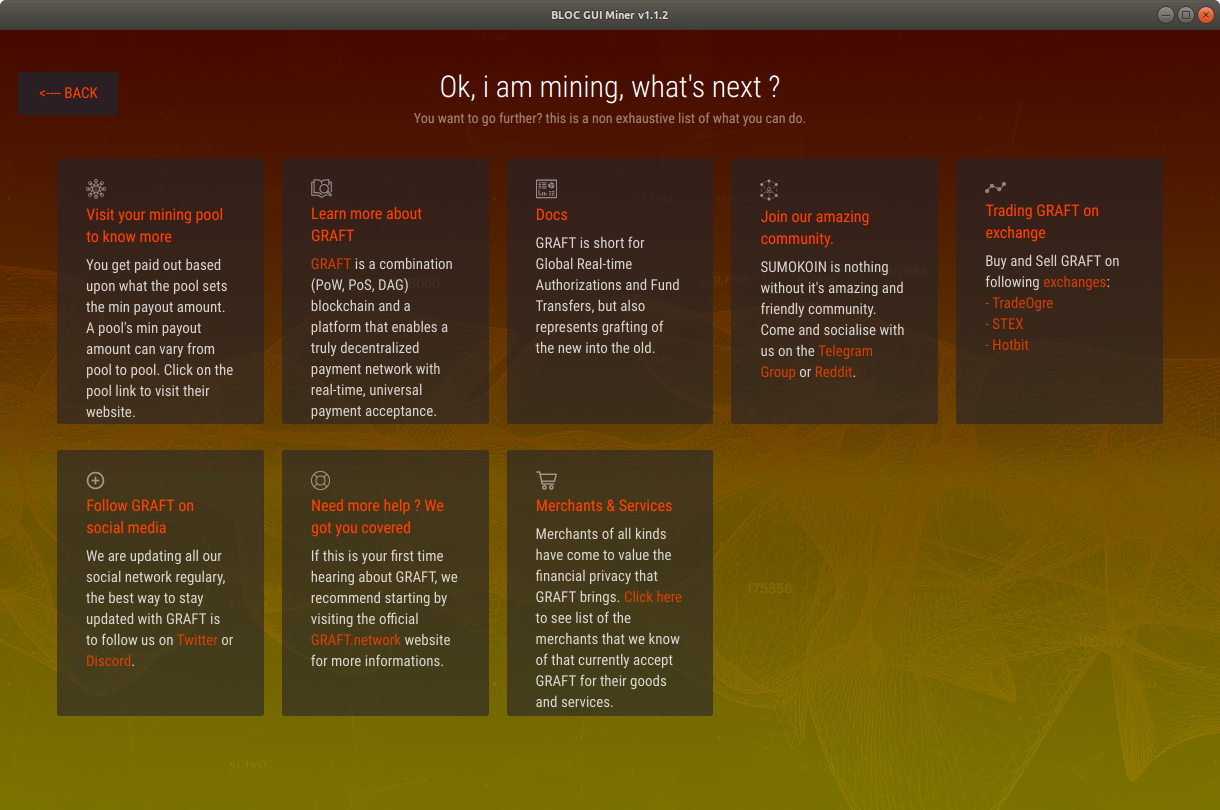 BLOC GUI Miner v1.1.2
<---- BACK
Ok, i am mining, what's next ?
You want to go further? this is a non exhaustive list of what you can do.
Visit your mining pool
to know more
You get paid out based
upon what the pool sets
the min payout amount.
A pool's min payout
amount can vary from
pool to pool. Click on the
pool link to visit their
website.
Learn more about
GRAFT
GRAFT is a combination
(PoW, PoS, DAG)
blockchain and a
platform that enables a
truly decentralized
payment network with
real-time, universal
payment acceptance.
Docs
GRAFT is short for
Global Real-time
Authorizations and Fund
Transfers, but also
represents grafting of
the new into the old.
Join our amazing
community.
SUMOKOIN is nothing
without it's amazing and
friendly community.
Come and socialise with
us on the Telegram
Group or Reddit.
Trading GRAFT on
exchange
Buy and Sell GRAFT on
following exchanges:
- TradeOgre
- STEX
- Hotbit
Follow GRAFT on
social media
We are updating all our
social network regulary,
the best way to stay
updated with GRAFT is
to follow us on Twitter or
Discord.
Need more help ? We
got you covered
If this is your first time
hearing about GRAFT, we
recommend starting by
visiting the official
GRAFT.network website
for more informations.
Merchants & Services
Merchants of all kinds
have come to value the
financial privacy that
GRAFT brings. Click here
to see list of the
merchants that we know
of that currently accept
GRAFT for their goods
and services.
175356
51.1937